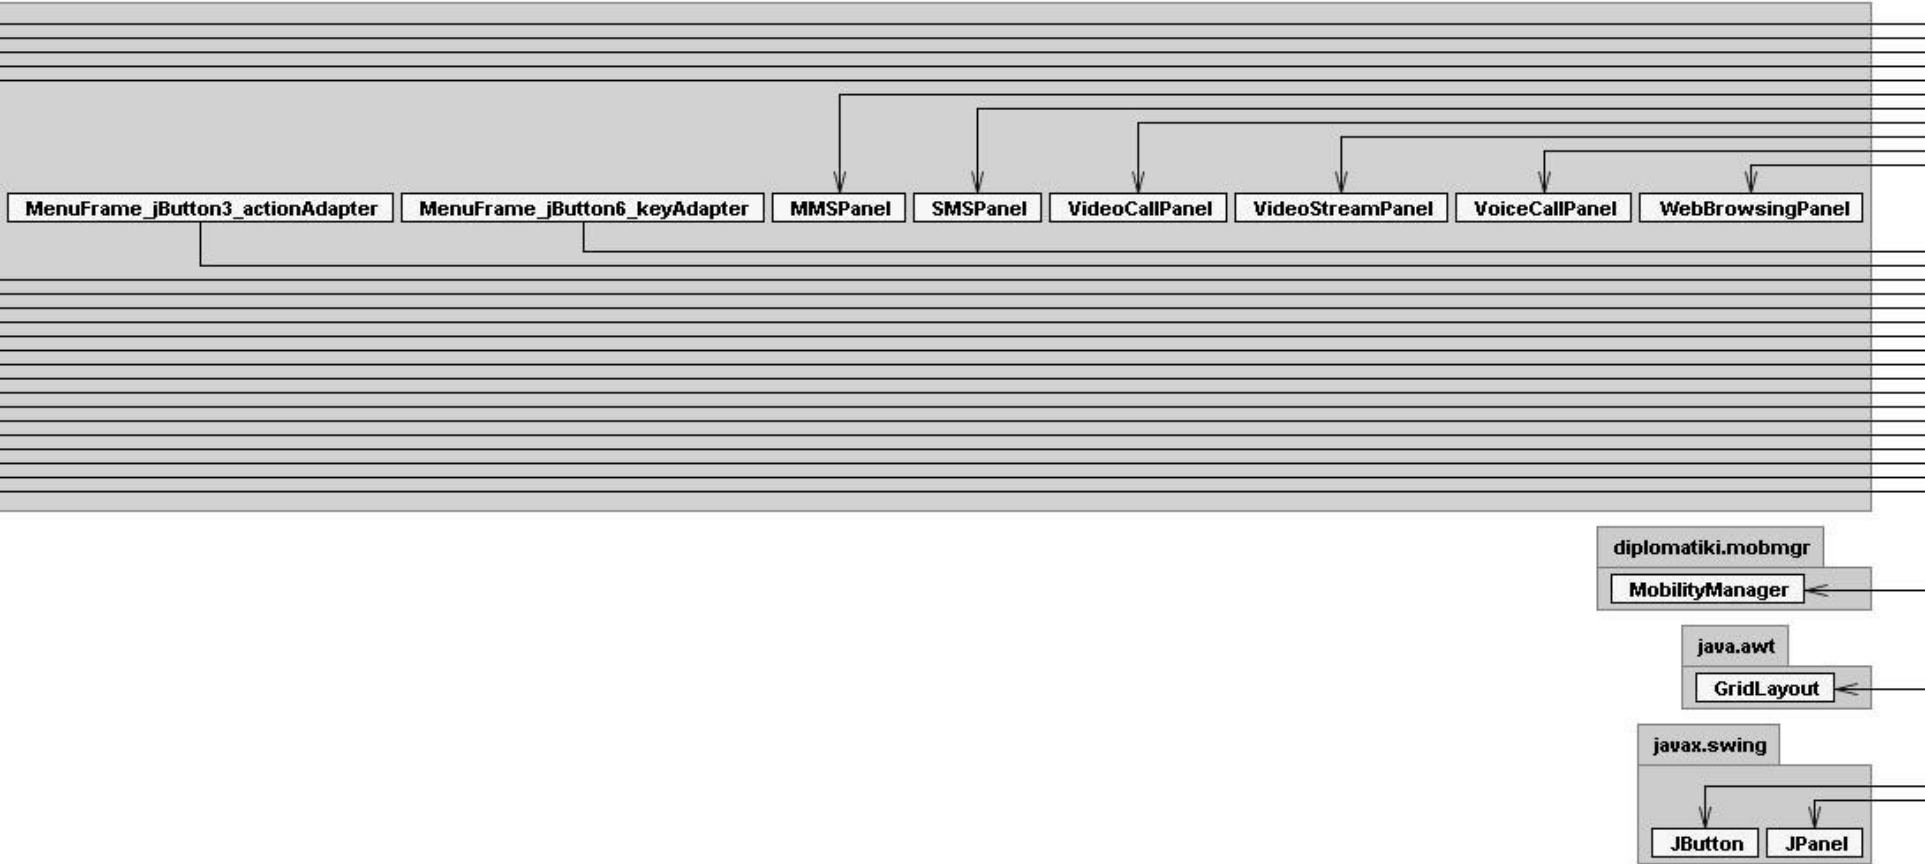 MenuFrame_jButton3_actionAdapter MenuFrame_jButton6_keyAdapter MMSPanel SMSPanel VideoCallPanel VideoStreamPanel VoiceCallPanel WebBrowsingPanel
diplomatiki.mobmgr
MobilityManager
java.awt
GridLayout
javax.swing
JButton JPanel